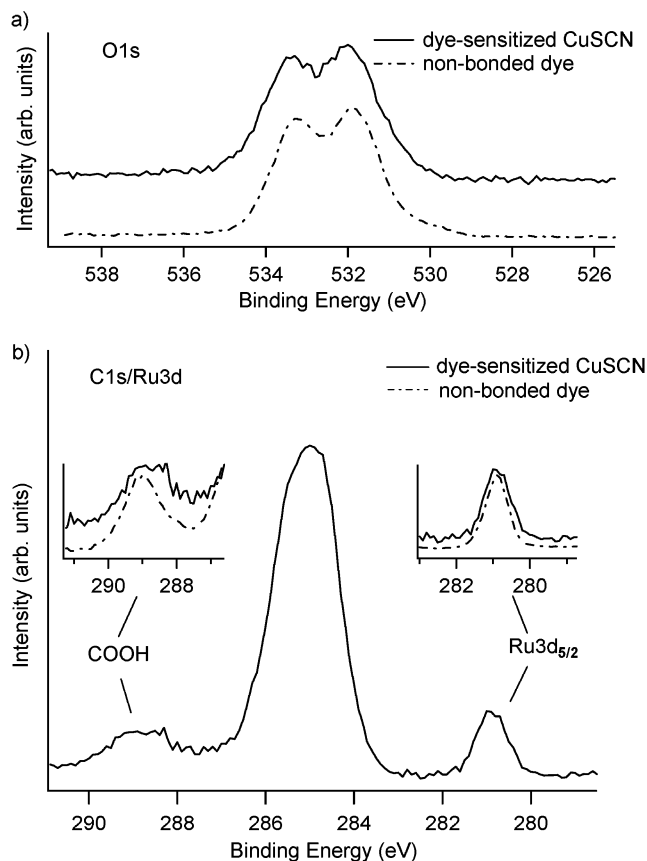 a)
O1s
dye-sensitized CuSCN
non-bonded dye
Intensity (arb. units)
538 536 534 532 530 528 526
Binding Energy (eV)
b)
C1s/Ru3d
dye-sensitized CuSCN
non-bonded dye
Intensity (arb. units)
290 288
282 280
COOH
Ru3d5/2
290 288 286 284 282 280
Binding Energy (eV)